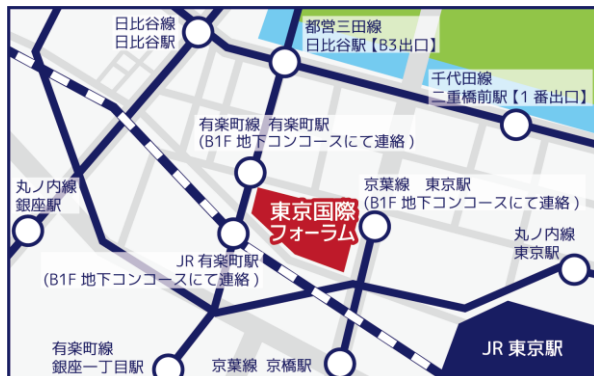 日比谷線
日比谷駅
都営三田線
日比谷駅【B3出口】
千代田線
二重橋前駅【1番出口】
有楽町線 有楽町駅
(B1F 地下コンコースにて連絡)
丸ノ内線
銀座駅
東京国際
フォーラム
京葉線 東京駅
(B1F 地下コンコースにて連絡)
丸ノ内線
東京駅
JR有楽町駅
(B1F 地下コンコースにて連絡)
JR東京駅
有楽町線
銀座一丁目駅
京葉線 京橋駅